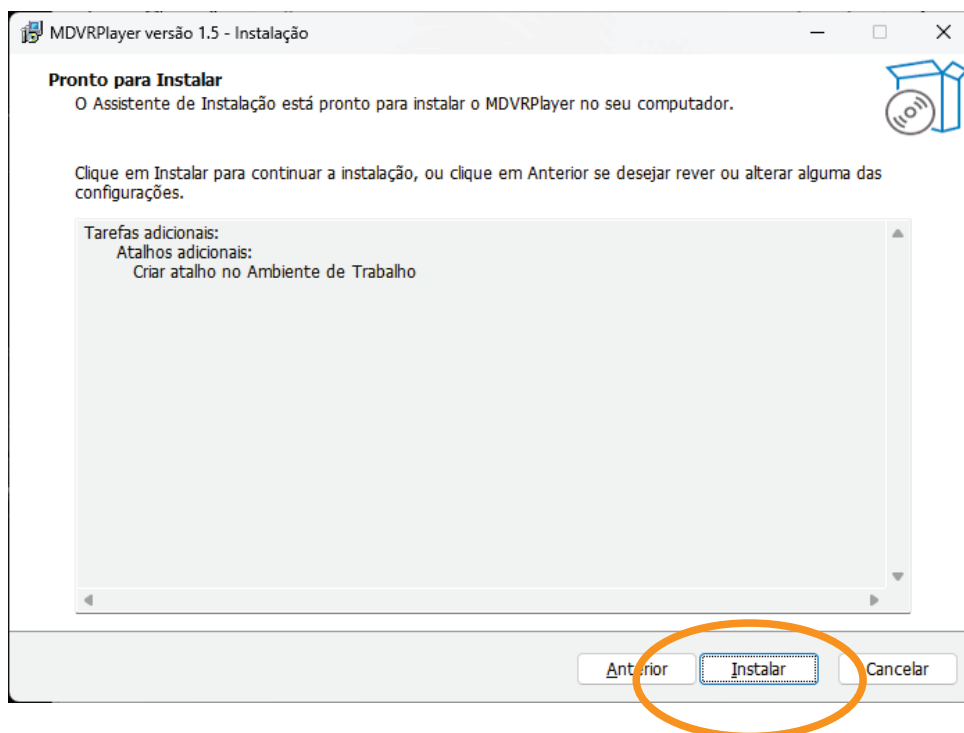 MDVRPlayer versão 1.5 - Instalação
Pronto para Instalar
O Assistente de Instalação está pronto para instalar o MDVRPlayer no seu computador.
Clique em Instalar para continuar a instalação, ou clique em Anterior se desejar rever ou alterar alguma das
configurações.
Tarefas adicionais:
Atalhos adicionais:
Criar atalho no Ambiente de Trabalho
Anterior
Instalar
Cancelar